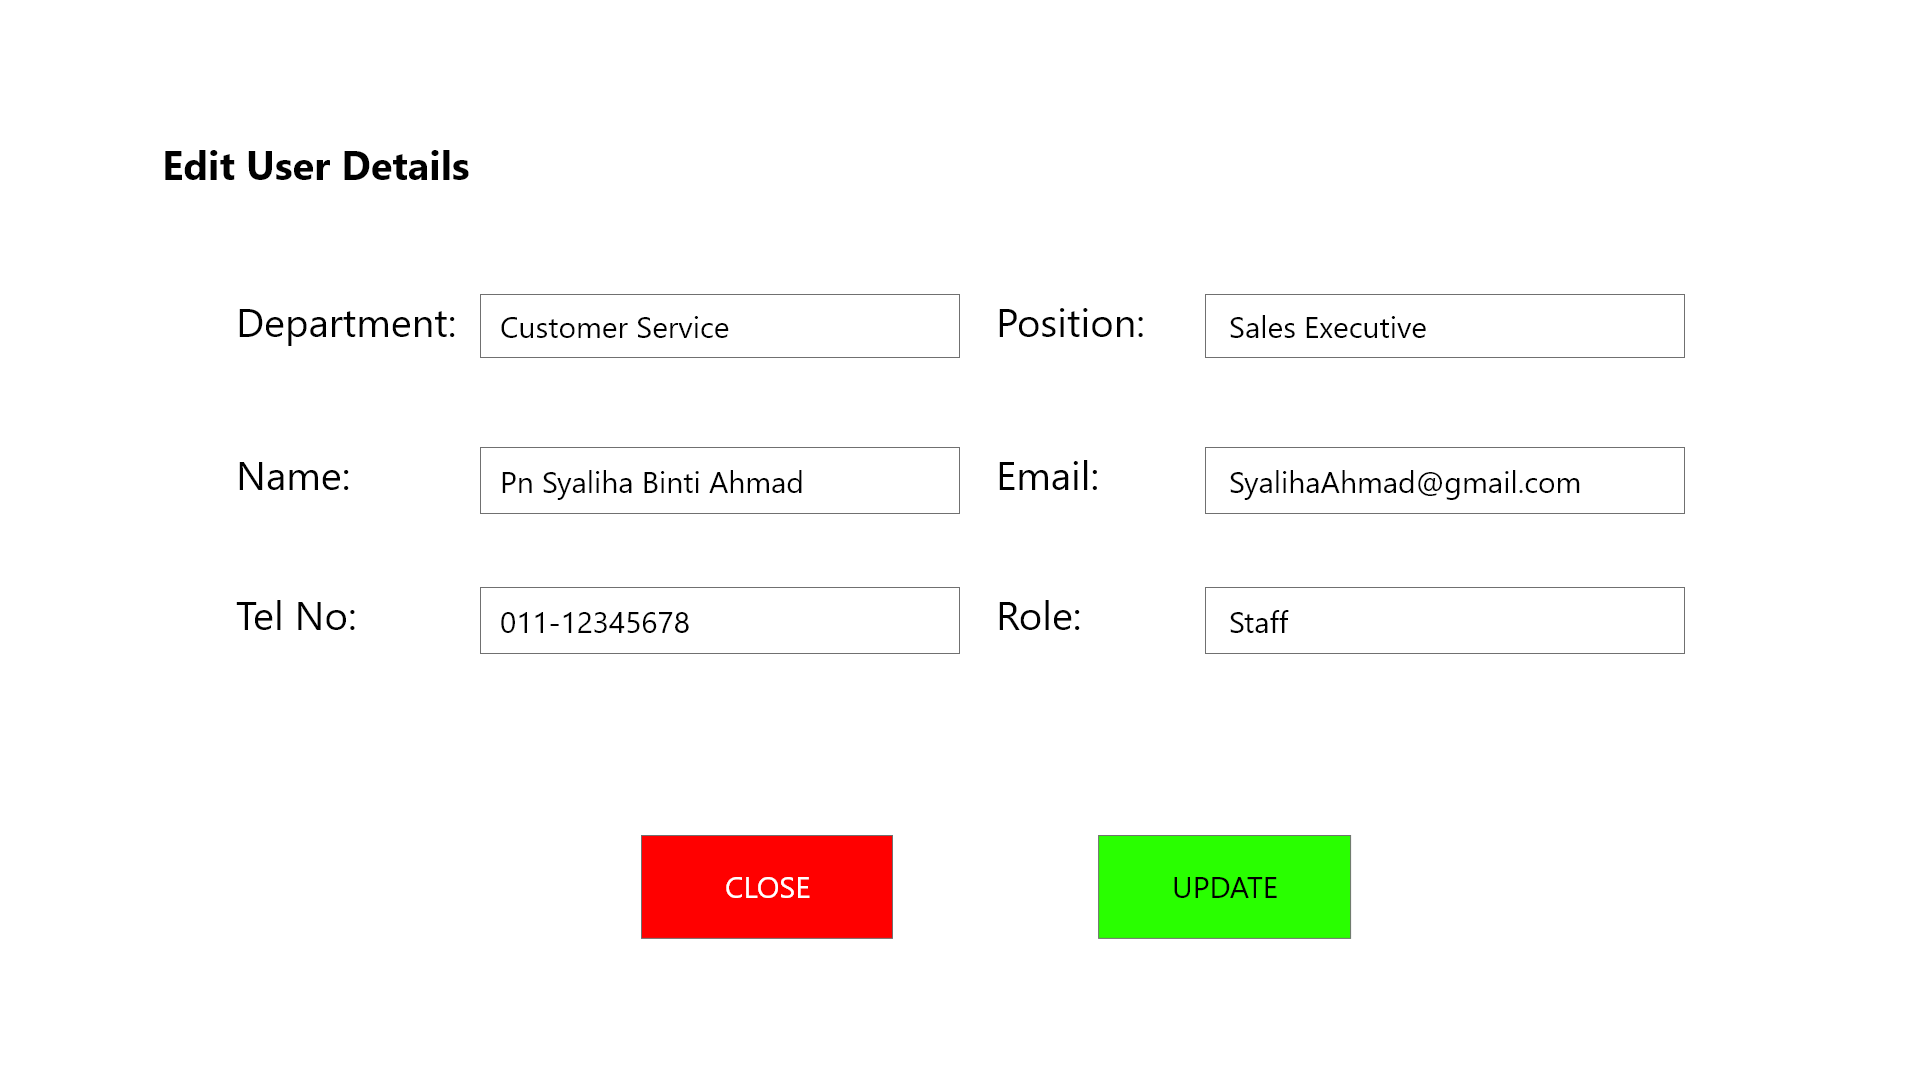 Edit User Details
Department: Customer Service Position: Sales Executive
Name: Pn Syaliha Binti Ahmad Email: SyalihaAhmad@gmail.com
Tel No: 011-12345678 Role: Staff
CLOSE UPDATE